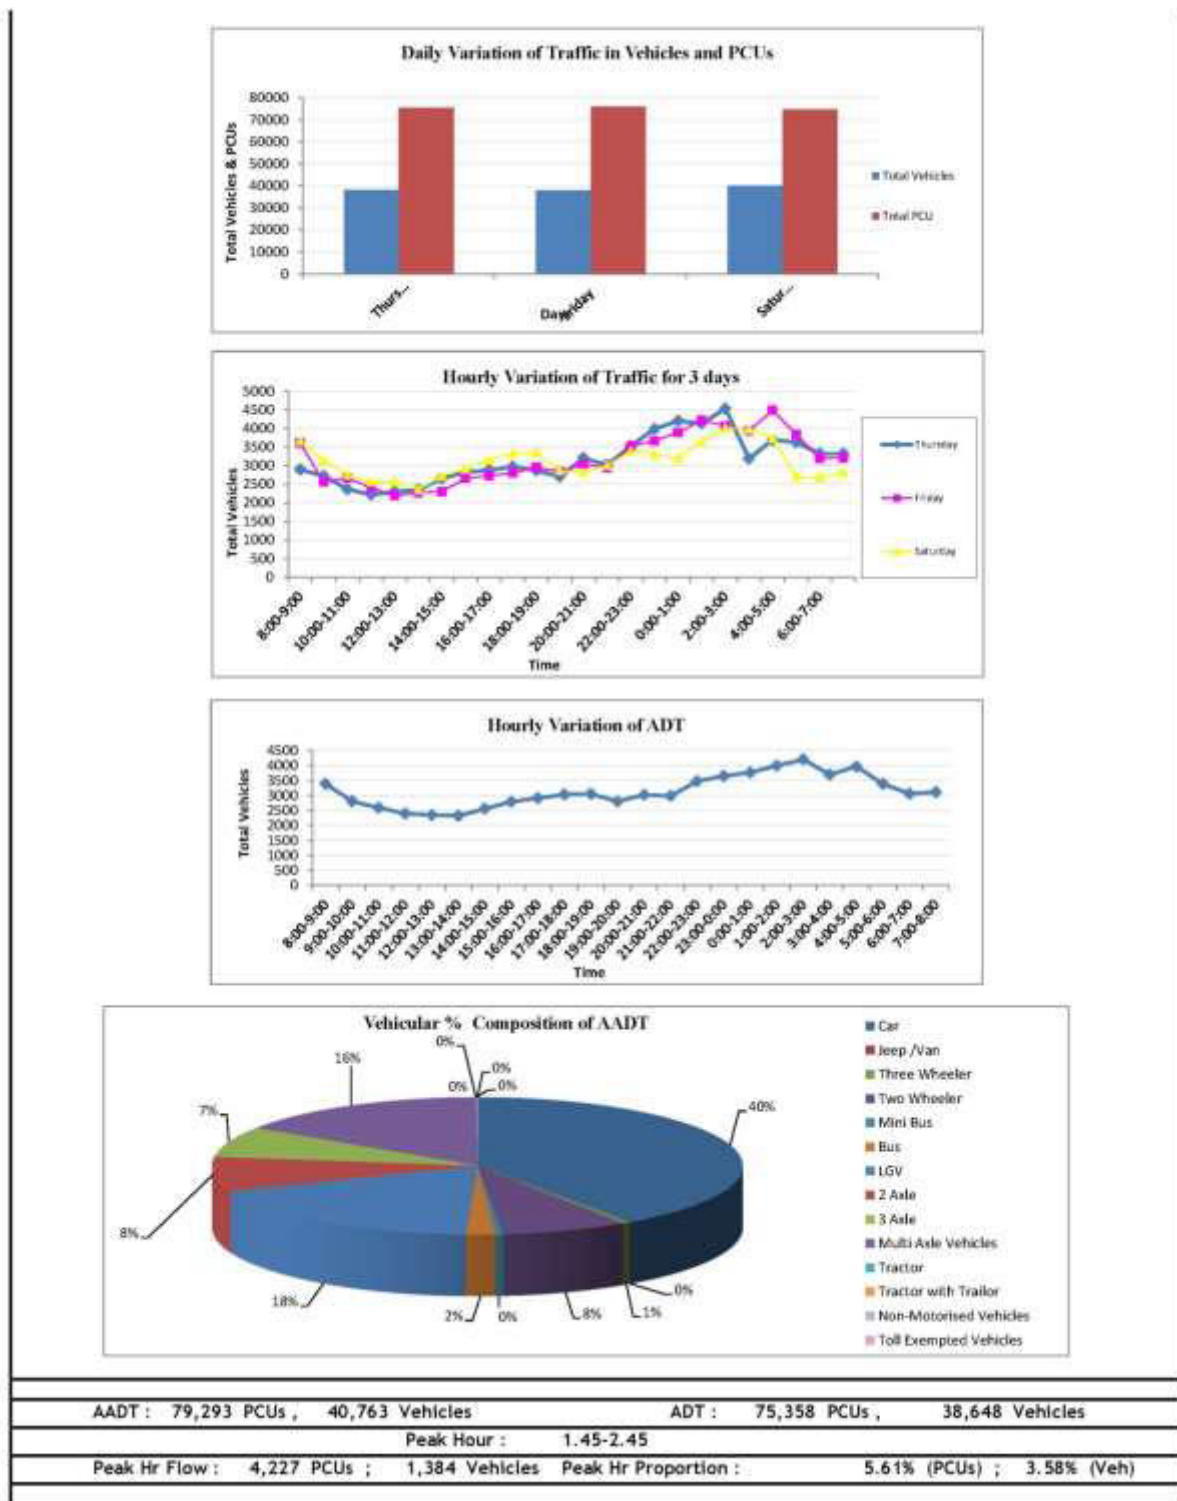 Daily Variation of Traffic in Vehicles and PCUs
Total Vehicles & PCUs
80000
70000
60000
50000
40000
30000
20000
10000
0
Thurs...
Days
Friday
Satur...
Total Vehicles
Total PCU
Hourly Variation of Traffic for 3 days
Total Vehicles
5000
4500
4000
3500
3000
2500
2000
1500
1000
500
0
8:00-9:00
10:00-11:00
12:00-13:00
14:00-15:00
16:00-17:00
18:00-19:00
20:00-21:00
22:00-23:00
0:00-1:00
2:00-3:00
4:00-5:00
6:00-7:00
Time
Thursday
Friday
Saturday
Hourly Variation of ADT
Total Vehicles
4500
4000
3500
3000
2500
2000
1500
1000
500
0
8:00-9:00
9:00-10:00
10:00-11:00
11:00-12:00
12:00-13:00
13:00-14:00
14:00-15:00
15:00-16:00
16:00-17:00
17:00-18:00
18:00-19:00
19:00-20:00
20:00-21:00
21:00-22:00
22:00-23:00
23:00-0:00
0:00-1:00
1:00-2:00
2:00-3:00
3:00-4:00
4:00-5:00
5:00-6:00
6:00-7:00
7:00-8:00
Time
Vehicular % Composition of AADT
0%
16%
0%
0%
0%
7%
40%
8%
18%
2%
0%
8%
1%
0%
Car
Jeep /Van
Three Wheeler
Two Wheeler
Mini Bus
Bus
LGV
2 Axle
3 Axle
Multi Axle Vehicles
Tractor
Tractor with Trailor
Non-Motorised Vehicles
Toll Exempted Vehicles
AADT : 79,293 PCUs , 40,763 Vehicles ADT : 75,358 PCUs , 38,648 Vehicles
Peak Hour : 1.45-2.45
Peak Hr Flow : 4,227 PCUs ; 1,384 Vehicles Peak Hr Proportion : 5.61% (PCUs) ; 3.58% (Veh)